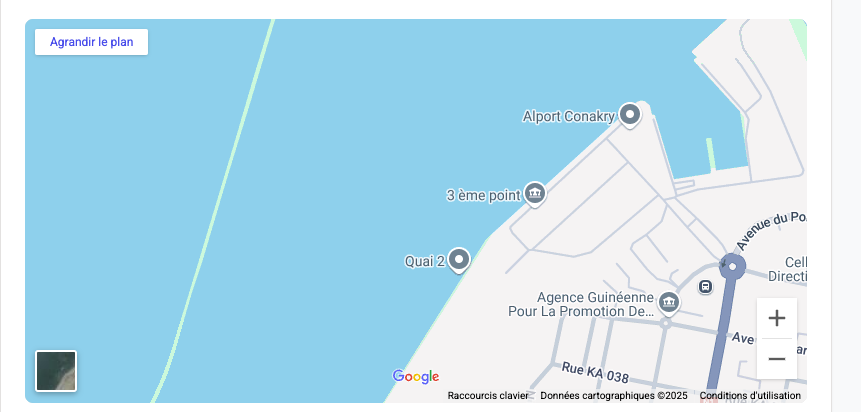 Agrandir le plan
Alport Conakry
3 ème point
Avenue du Po
Quai 2
Cell
Directi
Agence Guinéenne
Pour La Promotion De...
Ave
Rue KA 038
Google
Raccourcis clavier
Données cartographiques ©2025
Conditions d'utilisation